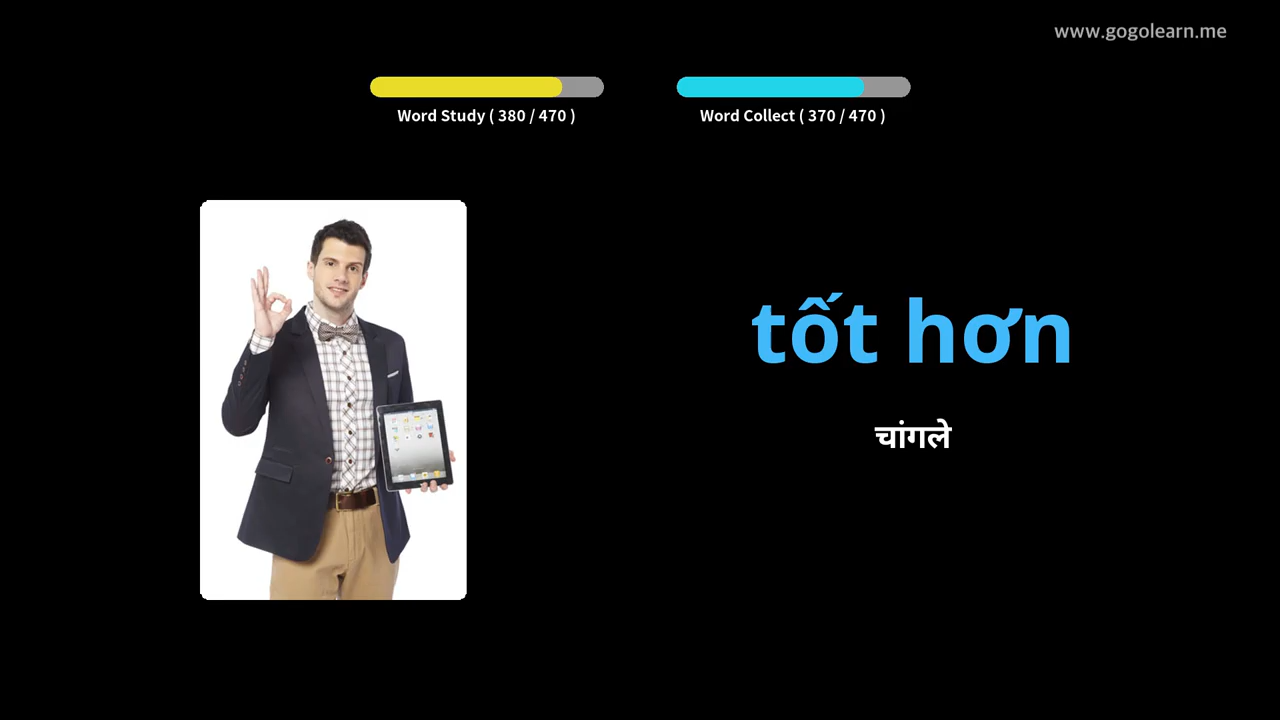 www.gogolearn.me
Word Study ( 380 / 470 )
Word Collect ( 370 / 470 )
tốt hơn
चांगले